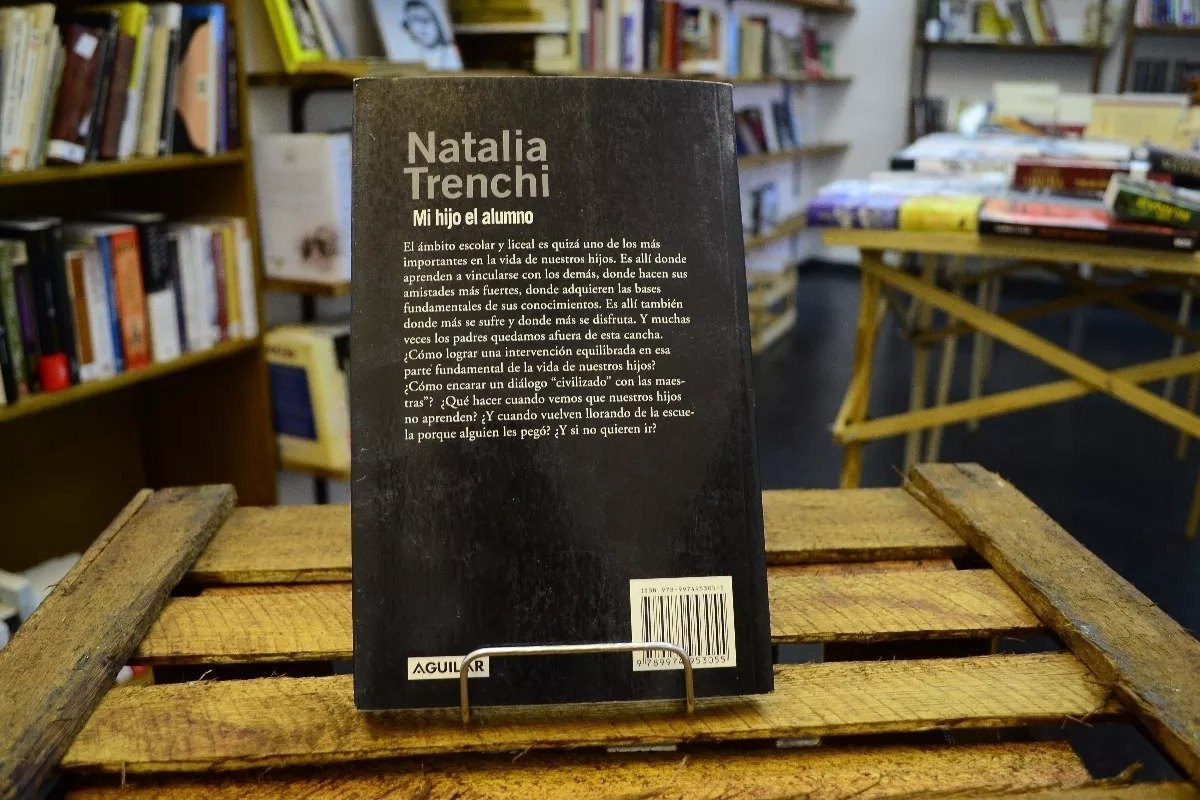 Natalia
Trenchi
Mi hijo el alumno
El ámbito escolar y liceal es quizá uno de los más
importantes en la vida de nuestros hijos. Es allí donde
aprenden a vincularse con los demás, donde hacen sus
amistades más fuertes, donde adquieren las bases
fundamentales de sus conocimientos. Es allí también
donde más se sufre y donde más se disfruta. Y muchas
veces los padres quedamos afuera de esta cancha.
¿Cómo lograr una intervención equilibrada en esa
parte fundamental de la vida de nuestros hijos?
¿Cómo encarar un diálogo “civilizado” con las maes-
tras”? ¿Qué hacer cuando vemos que nuestros hijos
no aprenden? ¿Y cuando vuelven llorando de la escue-
la porque alguien les pegó? ¿Y si no quieren ir?
ISBN 978-997495305-5
9789974953055
AGUILAR